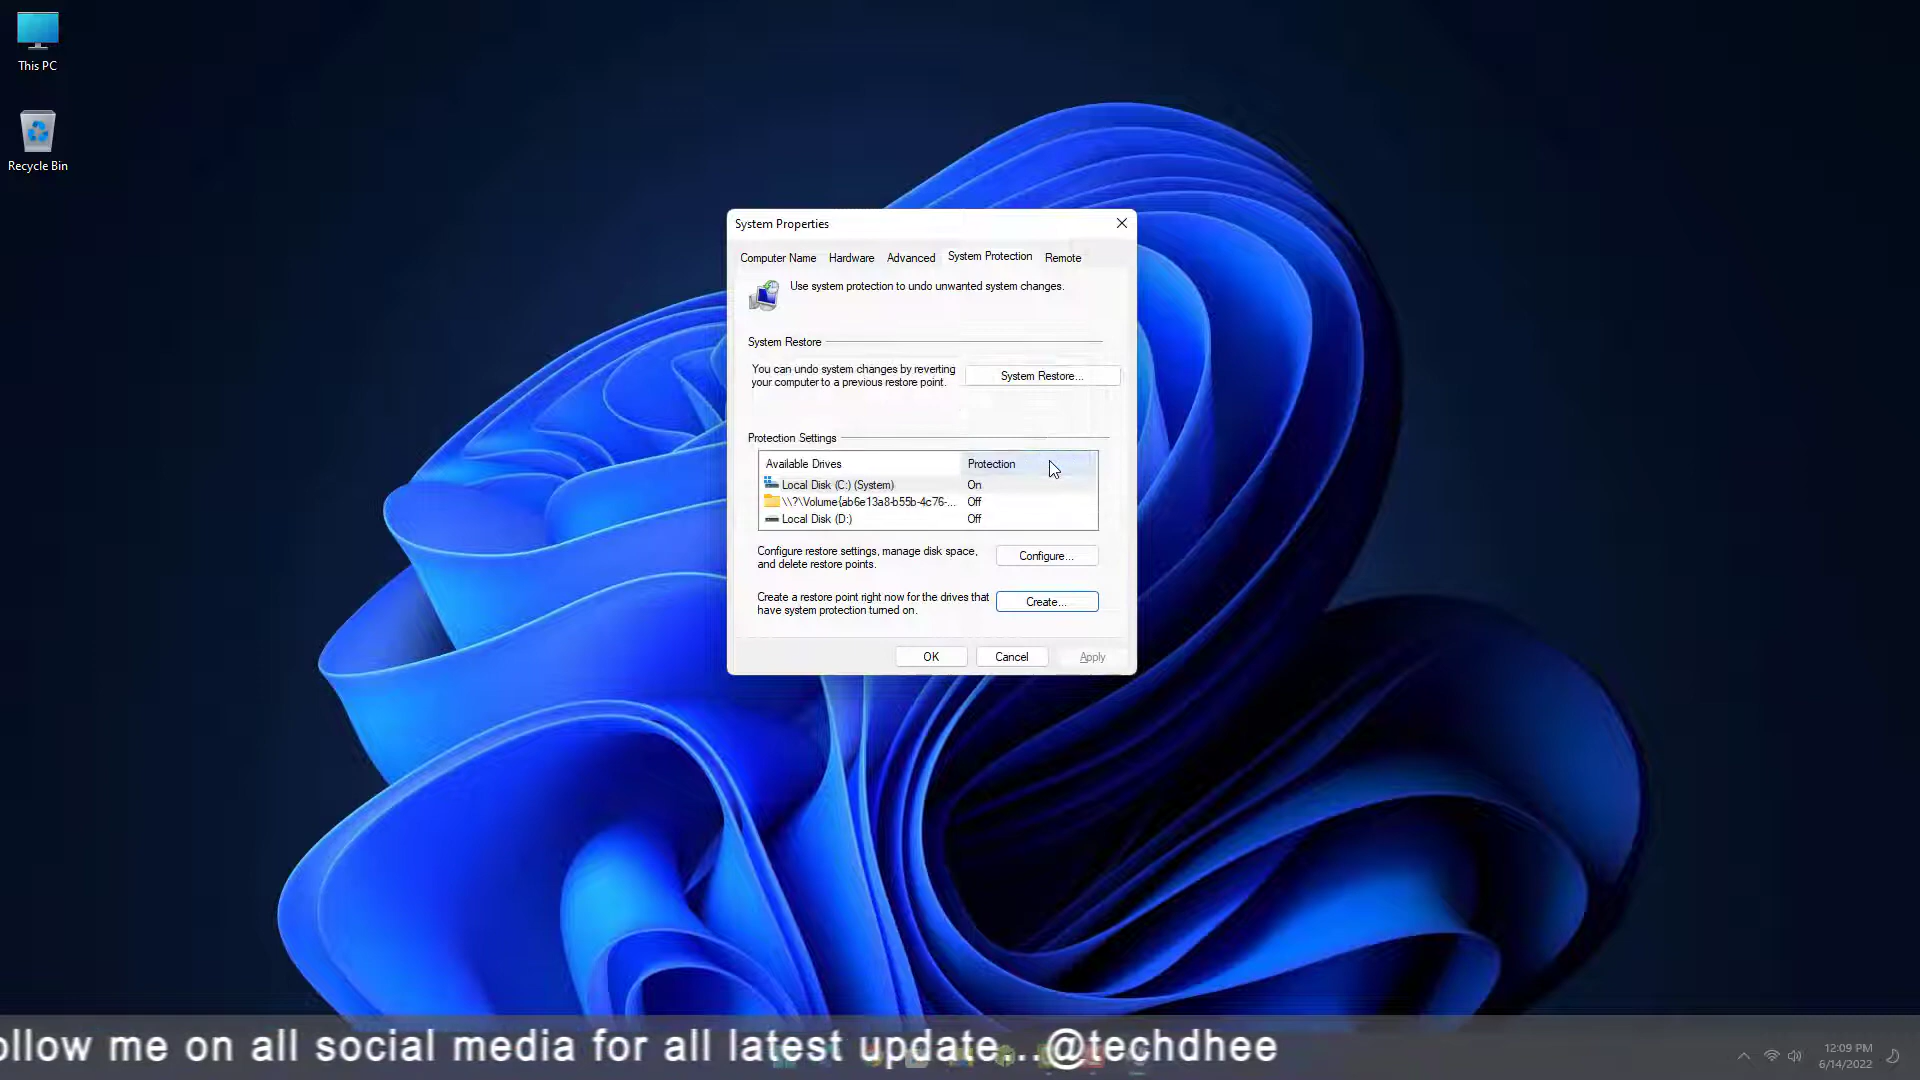 This PC
Recycle Bin
System Properties
Computer Name Hardware Advanced System Protection Remote
Use system protection to undo unwanted system changes.
System Restore
You can undo system changes by reverting
your computer to a previous restore point.
System Restore...
Protection Settings
Available Drives Protection
Local Disk (C:) (System) On
\\?\Volume{ab6e13a8-b55b-4c76-... Off
Local Disk (D:) Off
Configure restore settings, manage disk space,
and delete restore points.
Configure...
Create a restore point right now for the drives that
have system protection turned on.
Create...
OK Cancel Apply
ollow me on all social media for all latest update...@techdhee
12:09 PM
6/14/2022